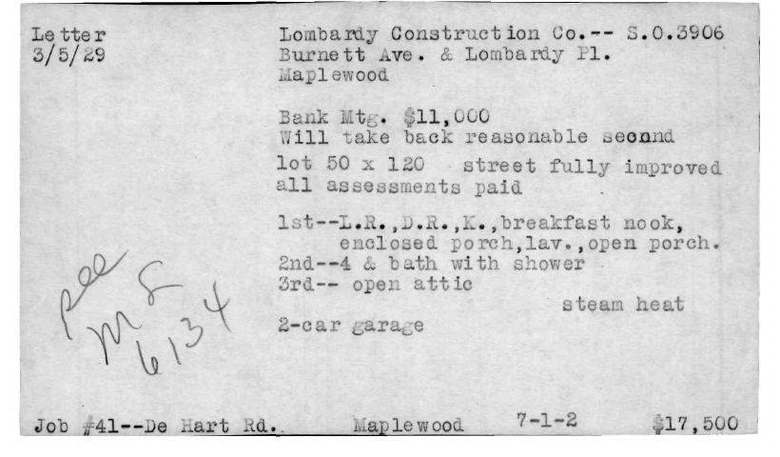 Letter
3/5/29
Lombardy Construction Co.-- S.O.3906
Burnett Ave. & Lombardy Pl.
Maplewood
Bank Mtg. $11,000
Will take back reasonable second
lot 50 x 120 street fully improved
all assessments paid
1st--L.R.,D.R.,K.,breakfast nook,
enclosed porch,lav.,open porch.
2nd--4 & bath with shower
3rd-- open attic
steam heat
2-car garage
see
M S
6134
Job #41--De Hart Rd. Maplewood 7-1-2 $17,500